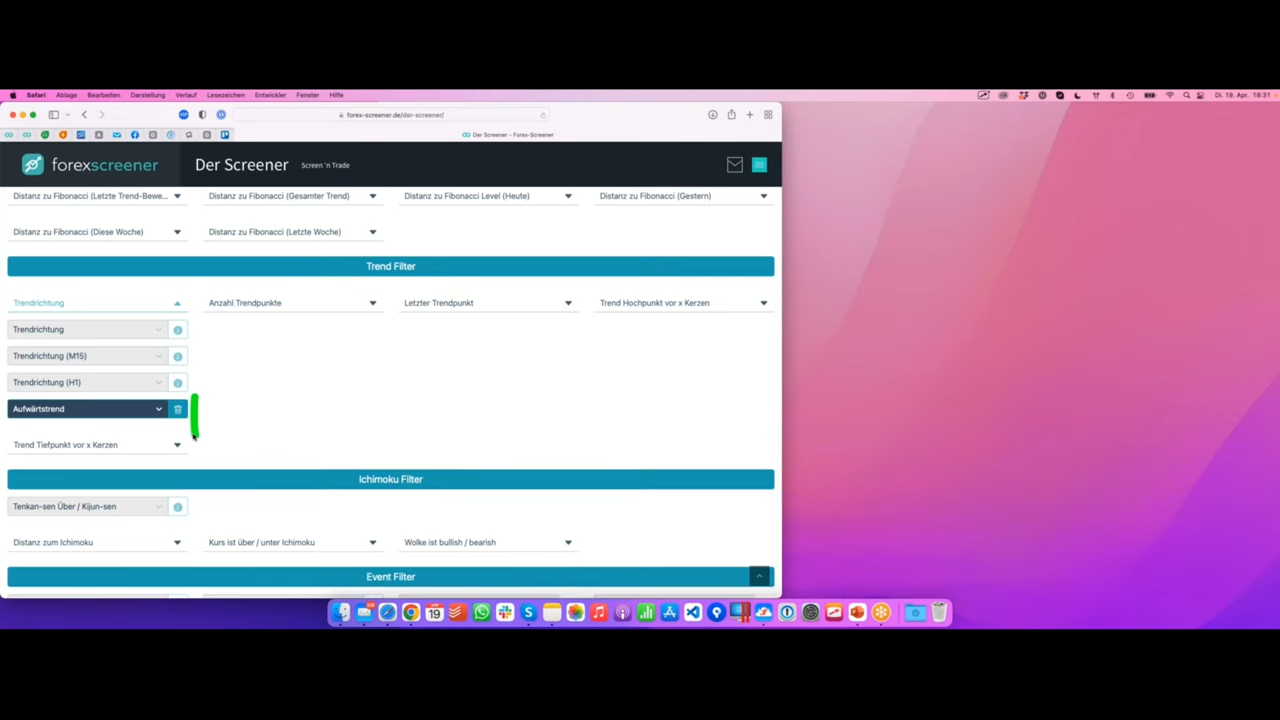 Safari Ablage Bearbeiten Darstellung Verlauf Lesezeichen Entwickler Fenster Hilfe
Di. 19. Apr. 18:31
forex-screener.de/der-screener/
Der Screener – Forex-Screener
forexscreener Der Screener Screen 'n Trade
Distanz zu Fibonacci (Letzte Trend-Bewe... Distanz zu Fibonacci (Gesamter Trend) Distanz zu Fibonacci Level (Heute) Distanz zu Fibonacci (Gestern)
Distanz zu Fibonacci (Diese Woche) Distanz zu Fibonacci (Letzte Woche)
Trend Filter
Trendrichtung Anzahl Trendpunkte Letzter Trendpunkt Trend Hochpunkt vor x Kerzen
Trendrichtung
Trendrichtung (M15)
Trendrichtung (H1)
Aufwärtstrend
Trend Tiefpunkt vor x Kerzen
Ichimoku Filter
Tenkan-sen Über / Kijun-sen
Distanz zum Ichimoku Kurs ist über / unter Ichimoku Wolke ist bullish / bearish
Event Filter
19